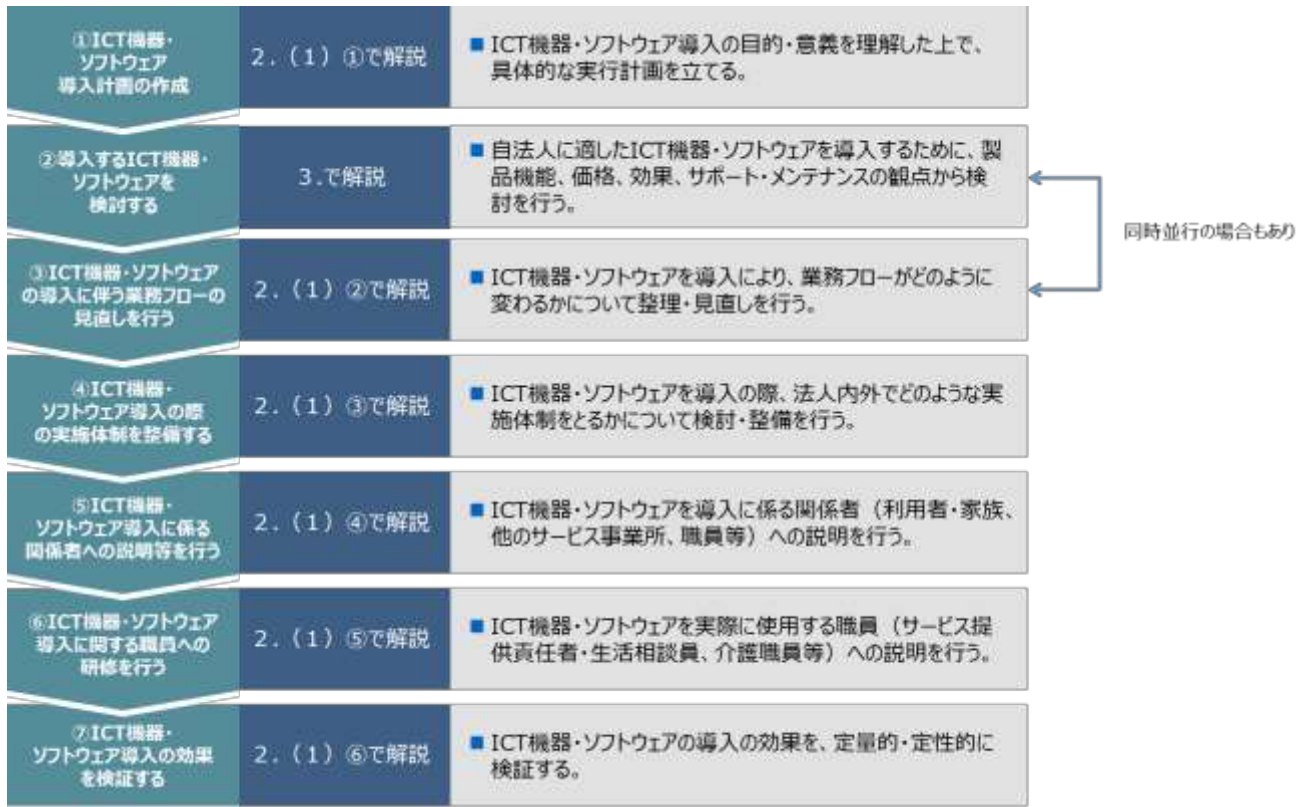 ①ICT機器・
ソフトウェア
導入計画の作成
2.(1)①で解説
■ICT機器・ソフトウェア導入の目的・意義を理解した上で、
具体的な実行計画を立てる。
②導入するICT機器・
ソフトウェアを
検討する
3.で解説
■自法人に適したICT機器・ソフトウェアを導入するために、製
品機能、価格、効果、サポート・メンテナンスの観点から検
討を行う。
同時並行の場合もあり
③ICT機器・ソフトウェア
の導入に伴う業務フローの
見直しを行う
2.(1)②で解説
■ICT機器・ソフトウェアを導入により、業務フローがどのように
変わるかについて整理・見直しを行う。
④ICT機器・
ソフトウェア導入の際
の実施体制を整備する
2.(1)③で解説
■ICT機器・ソフトウェアを導入の際、法人内外でどのような実
施体制をとるかについて検討・整備を行う。
⑤ICT機器・
ソフトウェア導入に係る
関係者への説明等を行う
2.(1)④で解説
■ICT機器・ソフトウェアを導入に係る関係者(利用者・家族、
他のサービス事業所、職員等)への説明を行う。
⑥ICT機器・ソフトウェア
導入に関する職員への
研修を行う
2.(1)⑤で解説
■ICT機器・ソフトウェアを実際に使用する職員(サービス提
供責任者・生活相談員、介護職員等)への説明を行う。
⑦ICT機器・
ソフトウェア導入の効果
を検証する
2.(1)⑥で解説
■ICT機器・ソフトウェアの導入の効果を、定量的・定性的に
検証する。